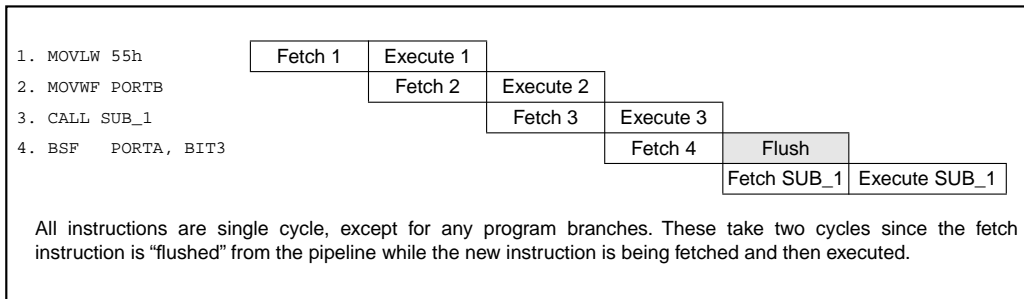 1. MOVLW 55h Fetch 1 Execute 1
2. MOVWF PORTB Fetch 2 Execute 2
3. CALL SUB_1 Fetch 3 Execute 3
4. BSF PORTA, BIT3 Fetch 4 Flush
Fetch SUB_1 Execute SUB_1
All instructions are single cycle, except for any program branches. These take two cycles since the fetch
instruction is “flushed” from the pipeline while the new instruction is being fetched and then executed.